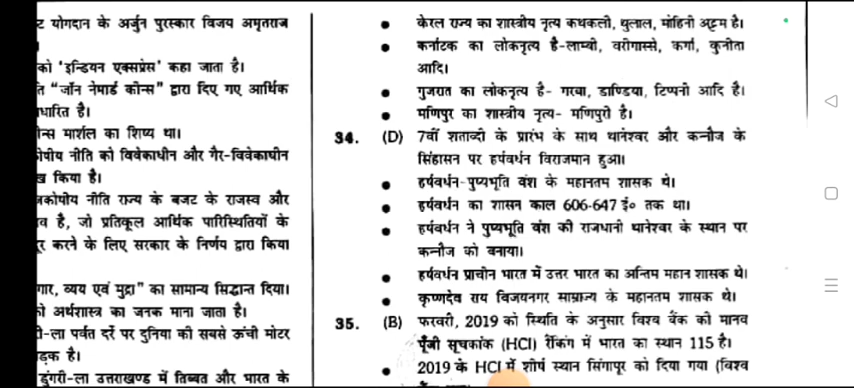 ट योगदान के अर्जुन पुरस्कार विजय अमृतराज
को 'इन्डियन एक्सप्रेस' कहा जाता है।
ते "जॉन नेमार्ड कीन्स" द्वारा दिए गए आर्थिक
धारित है।
न्स मार्शल का शिष्य था।
कोषीय नीति को विवेकाधीन और गैर-विवेकाधीन
किया है।
जकोषीय नीति राज्य के बजट के राजस्व और
व है, जो प्रतिकूल आर्थिक पारिस्थितियों के
र करने के लिए सरकार के निर्णय द्वारा किया
गार, व्यय एवं मुद्रा" का सामान्य सिद्धान्त दिया।
अर्थशास्त्र का जनक माना जाता है।
-ला पर्वत दर्रे पर दुनिया की सबसे ऊंची मोटर
ढ़क है।
डुंगरी-ला उत्तराखण्ड में तिब्बत और भारत के
• केरल राज्य का शास्त्रीय नृत्य कथकली, थुलाल, मोहिनी अट्टम है।
• कर्नाटक का लोकनृत्य है-लाम्बी, वरीगास्से, कर्गा, कुनीता
आदि।
• गुजरात का लोकनृत्य है- गरबा, डाण्डिया, टिप्पनी आदि है।
• मणिपुर का शास्त्रीय नृत्य- मणिपुरी है।
34. (D) 7वीं शताब्दी के प्रारंभ के साथ थानेश्वर और कन्नौज के
सिंहासन पर हर्षवर्धन विराजमान हुआ।
• हर्षवर्धन-पुष्यभूति वंश के महानतम शासक थे।
• हर्षवर्धन का शासन काल 606-647 ई० तक था।
• हर्षवर्धन ने पुष्यभूति वंश की राजधानी थानेश्वर के स्थान पर
कन्नौज को बनाया।
• हर्षवर्धन प्राचीन भारत में उत्तर भारत का अन्तिम महान शासक थे।
• कृष्णदेव राय विजयनगर साम्राज्य के महानतम शासक थे।
35. (B) फरवरी, 2019 को स्थिति के अनुसार विश्व बैंक की मानव
पूँजी सूचकांक (HCI) रैंकिंग में भारत का स्थान 115 है।
• 2019 के HCI में शीर्ष स्थान सिंगापुर को दिया गया (विश्व